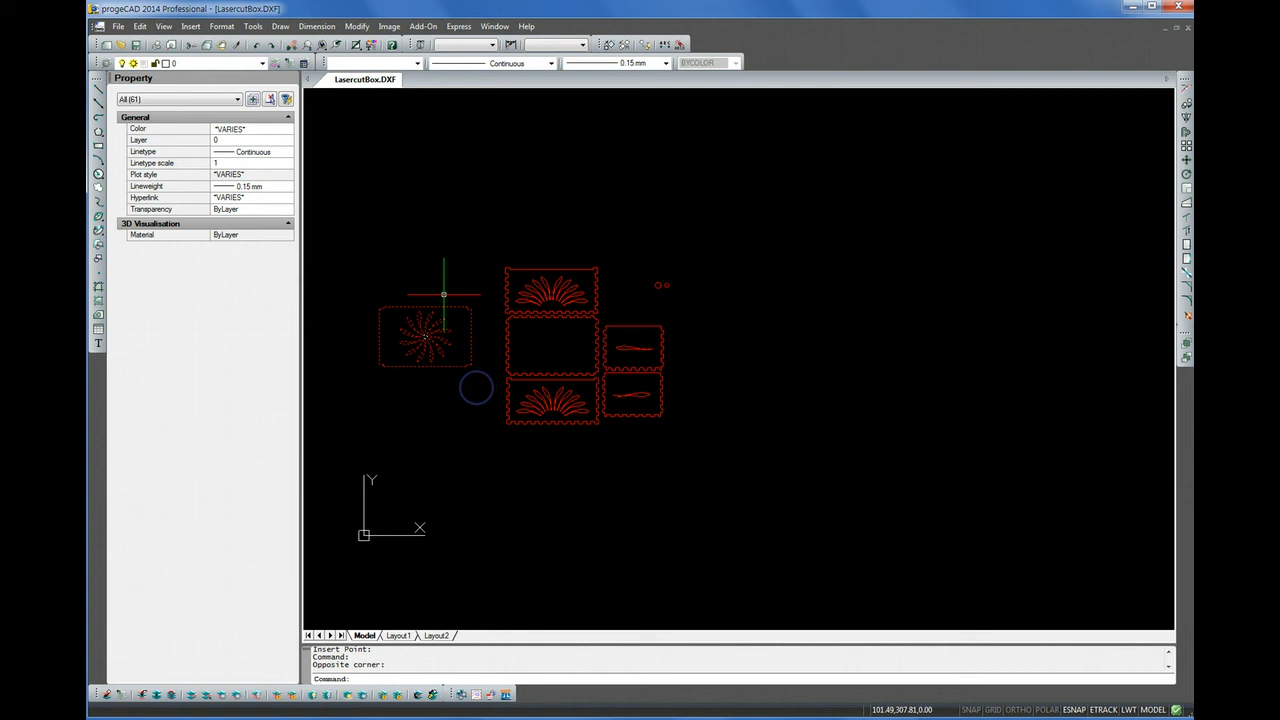 progeCAD 2014 Professional - [LasercutBox.DXF]
File Edit View Insert Format Tools Draw Dimension Modify Image Add-On Express Window Help
0 Continuous 0.15 mm BYCOLOR
Property
LasercutBox.DXF
All (61)
General
Color *VARIES*
Layer 0
Linetype Continuous
Linetype scale 1
Plot style *VARIES*
Lineweight 0.15 mm
Hyperlink *VARIES*
Transparency ByLayer
3D Visualisation
Material ByLayer
Y
X
T
Model Layout1 Layout2
Insert Point:
Command:
Opposite corner:
Command:
101.49,307.81,0.00 SNAP GRID ORTHO POLAR ESNAP ETRACK LWT MODEL